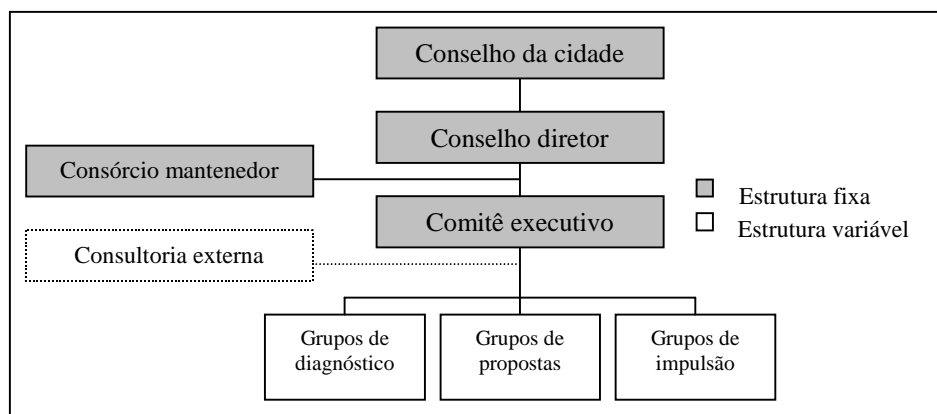 Conselho da cidade
Conselho diretor
Consórcio mantenedor
Comitê executivo
Consultoria externa
Estrutura fixa
Estrutura variável
Grupos de
diagnóstico
Grupos de
propostas
Grupos de
impulsão